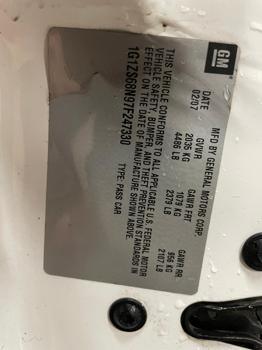 GM
MFD BY GENERAL MOTORS CORP.
DATE GVWR GAWR FRT GAWR RR
02/07 2035 KG 1079 KG 956 KG
4486 LB 2379 LB 2107 LB
THIS VEHICLE CONFORMS TO ALL APPLICABLE U.S. FEDERAL MOTOR
VEHICLE SAFETY, BUMPER, AND THEFT PREVENTION STANDARDS IN
EFFECT ON THE DATE OF MANUFACTURE SHOWN ABOVE.
1G1ZS68N97F247330 TYPE: PASS CAR